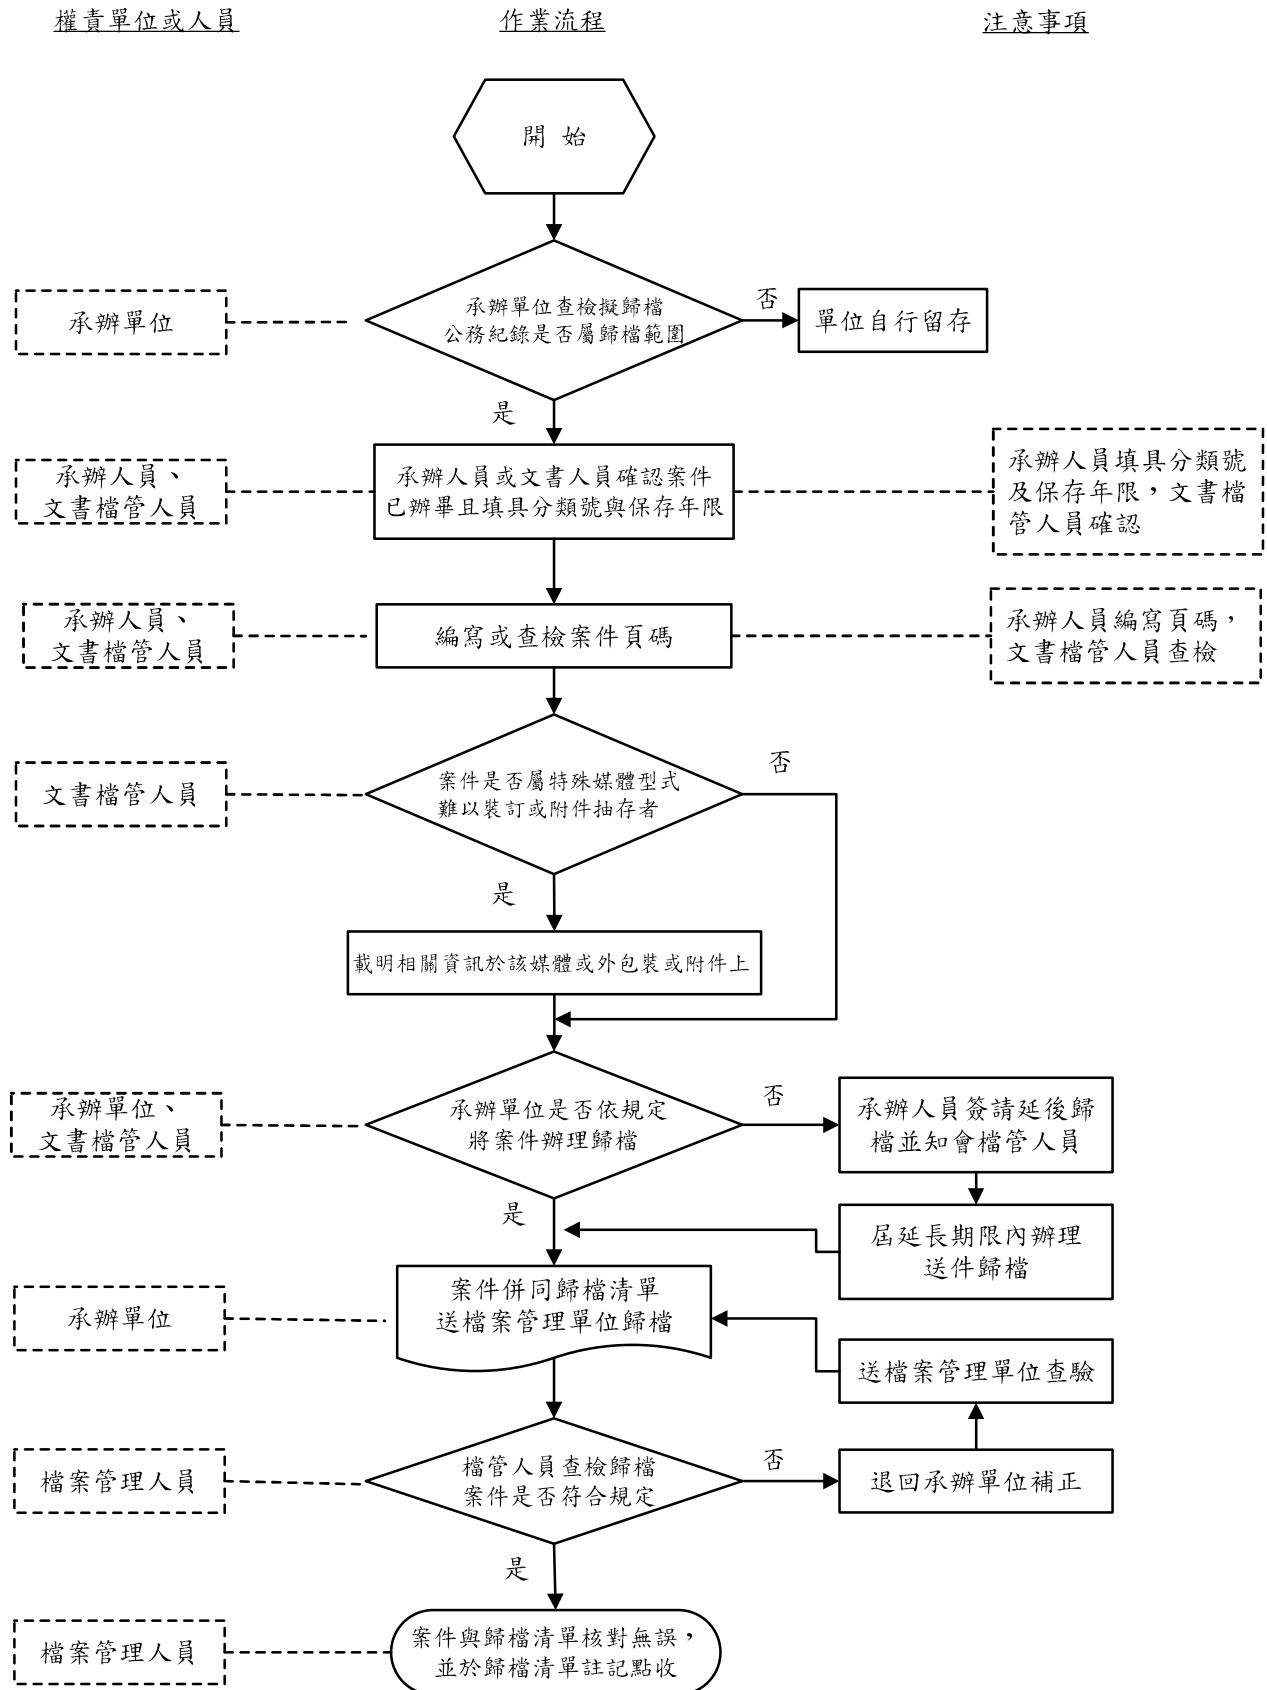 權責單位或人員
作業流程
注意事項
開 始
承辦單位
承辦單位查檢擬歸檔
公務紀錄是否屬歸檔範圍
否
單位自行留存
是
承辦人員、
文書檔管人員
承辦人員或文書人員確認案件
已辦畢且填具分類號與保存年限
承辦人員填具分類號
及保存年限，文書檔
管人員確認
承辦人員、
文書檔管人員
編寫或查檢案件頁碼
承辦人員編寫頁碼，
文書檔管人員查檢
文書檔管人員
案件是否屬特殊媒體型式
難以裝訂或附件抽存者
否
是
載明相關資訊於該媒體或外包裝或附件上
承辦單位、
文書檔管人員
承辦單位是否依規定
將案件辦理歸檔
否
承辦人員簽請延後歸
檔並知會檔管人員
是
屆延長期限內辦理
送件歸檔
承辦單位
案件併同歸檔清單
送檔案管理單位歸檔
送檔案管理單位查驗
檔案管理人員
檔管人員查檢歸檔
案件是否符合規定
否
退回承辦單位補正
是
檔案管理人員
案件與歸檔清單核對無誤，
並於歸檔清單註記點收